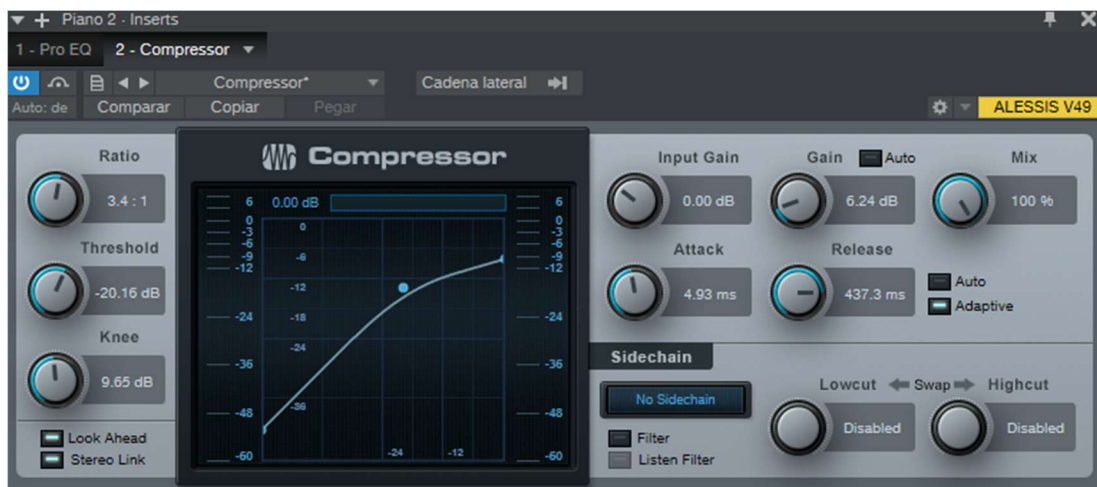 Piano 2 - Inserts
1 - Pro EQ 2 - Compressor
Compressor* Cadena lateral
Auto: de Comparar Copiar Pegar ALESSIS V49
Ratio
3.4 : 1
Threshold
-20.16 dB
Knee
9.65 dB
Look Ahead
Stereo Link
Compressor
6 0.00 dB 6
0 0 0
-3 -3
-6 -6 -6
-9 -9
-12 -12
-12
-24 -18 -24
-24
-36 -36
-36
-48 -48
-60 -24 -12 -60
Input Gain Gain Auto Mix
0.00 dB 6.24 dB 100 %
Attack Release
4.93 ms 437.3 ms Auto
Adaptive
Sidechain
No Sidechain
Filter
Listen Filter
Lowcut Swap Highcut
Disabled Disabled